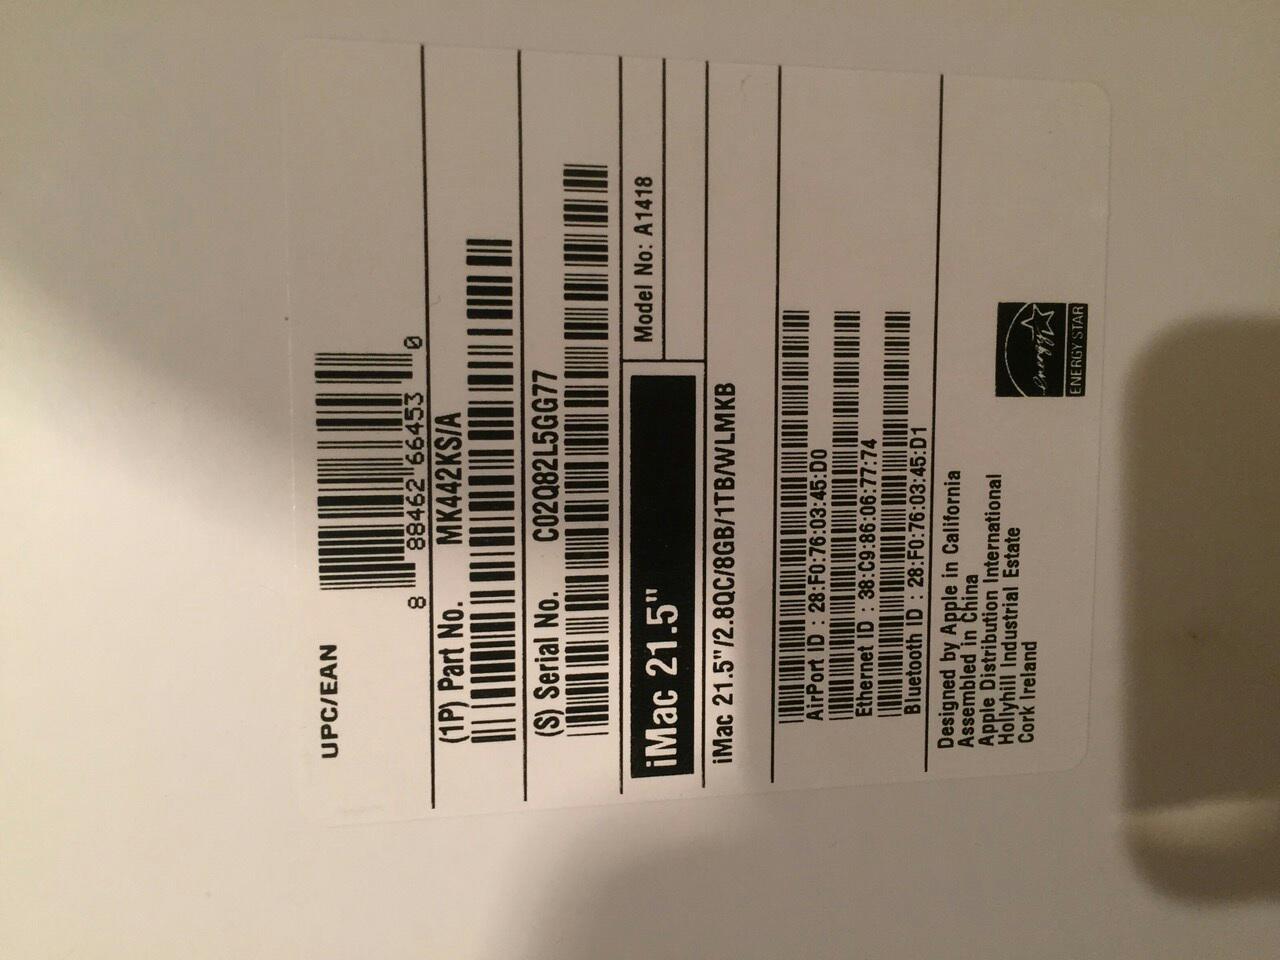 UPC/EAN
8 88462 66453 0
(1P) Part No. MK442KS/A
(S) Serial No. C02Q82L5GG77
iMac 21.5"
Model No: A1418
iMac 21.5"/2.8QC/8GB/1TB/WLMKB
AirPort ID : 28:F0:76:03:45:D0
Ethernet ID : 38:C9:86:06:77:74
Bluetooth ID : 28:F0:76:03:45:D1
Designed by Apple in California
Assembled in China
Apple Distribution International
Hollyhill Industrial Estate
Cork Ireland
energy
ENERGY STAR